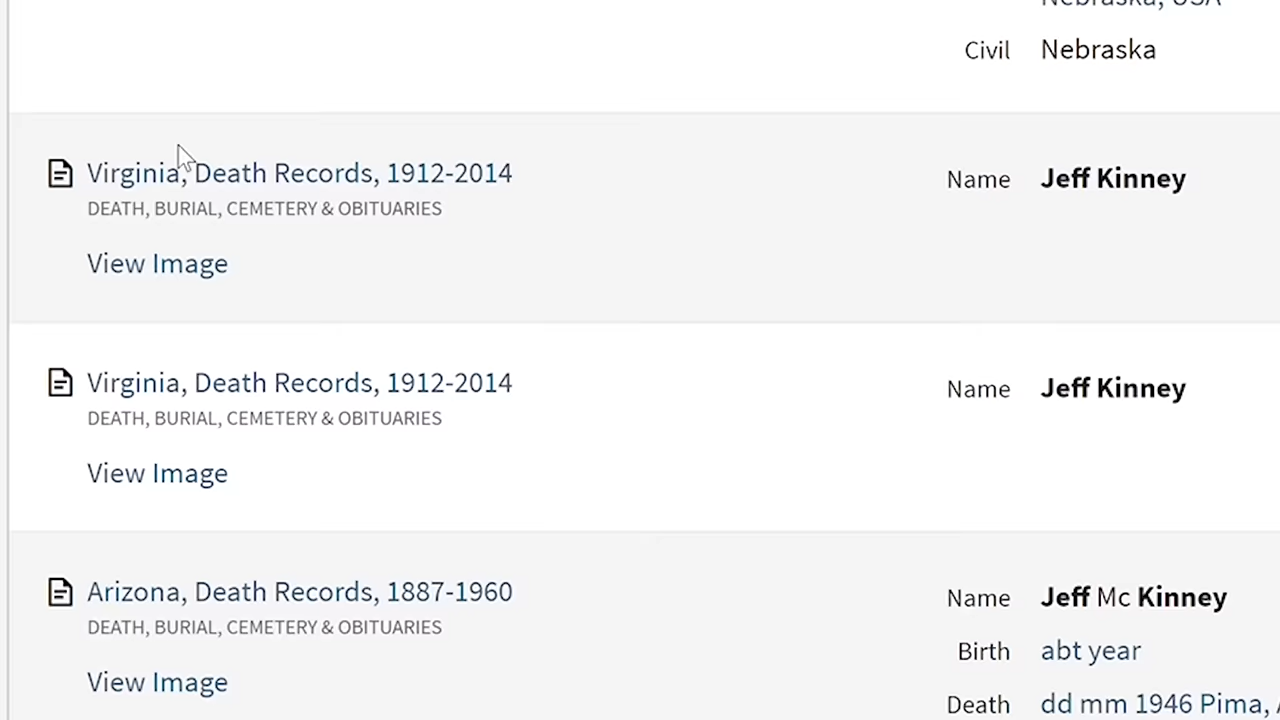 Nebraska, USA
Civil Nebraska
Virginia, Death Records, 1912-2014
DEATH, BURIAL, CEMETERY & OBITUARIES
View Image
Name Jeff Kinney
Virginia, Death Records, 1912-2014
DEATH, BURIAL, CEMETERY & OBITUARIES
View Image
Name Jeff Kinney
Arizona, Death Records, 1887-1960
DEATH, BURIAL, CEMETERY & OBITUARIES
View Image
Name Jeff Mc Kinney
Birth abt year
Death dd mm 1946 Pima,